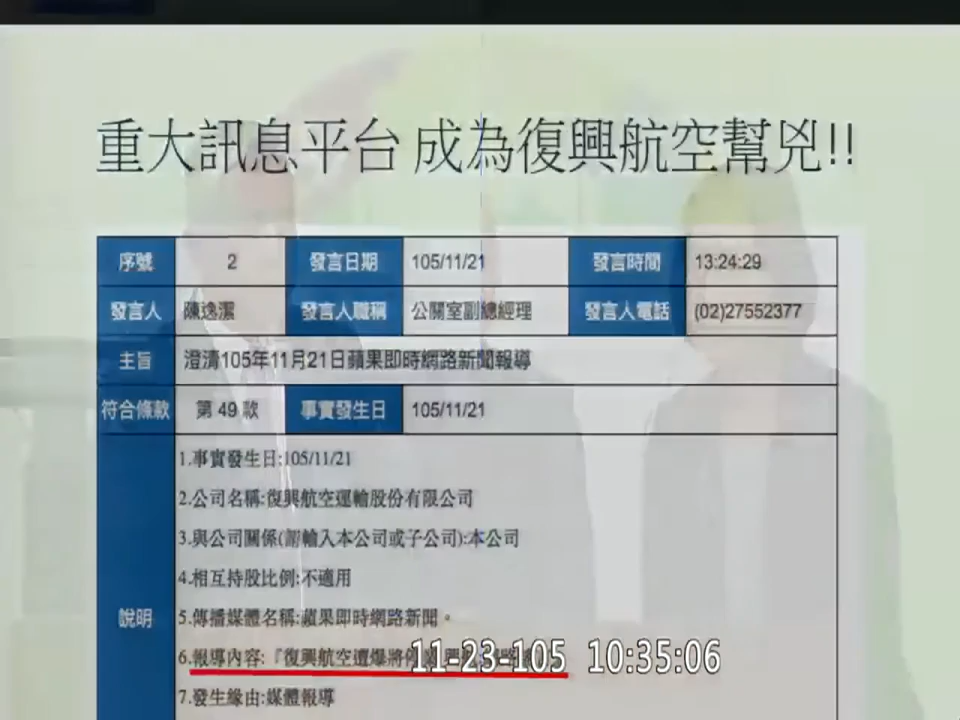 重大訊息平台 成為復興航空幫兇!!
序號 2 發言日期 105/11/21 發言時間 13:24:29
發言人 陳逸潔 發言人職稱 公關室副總經理 發言人電話 (02)27552377
主旨 澄清105年11月21日蘋果即時網路新聞報導
符合條款 第 49 款 事實發生日 105/11/21
說明
1.事實發生日:105/11/21
2.公司名稱:復興航空運輸股份有限公司
3.與公司關係(請輸入本公司或子公司):本公司
4.相互持股比例:不適用
5.傳播媒體名稱:蘋果即時網路新聞。
6.報導內容:『復興航空遭爆將停
11-23-105 10:35:06
7.發生緣由:媒體報導